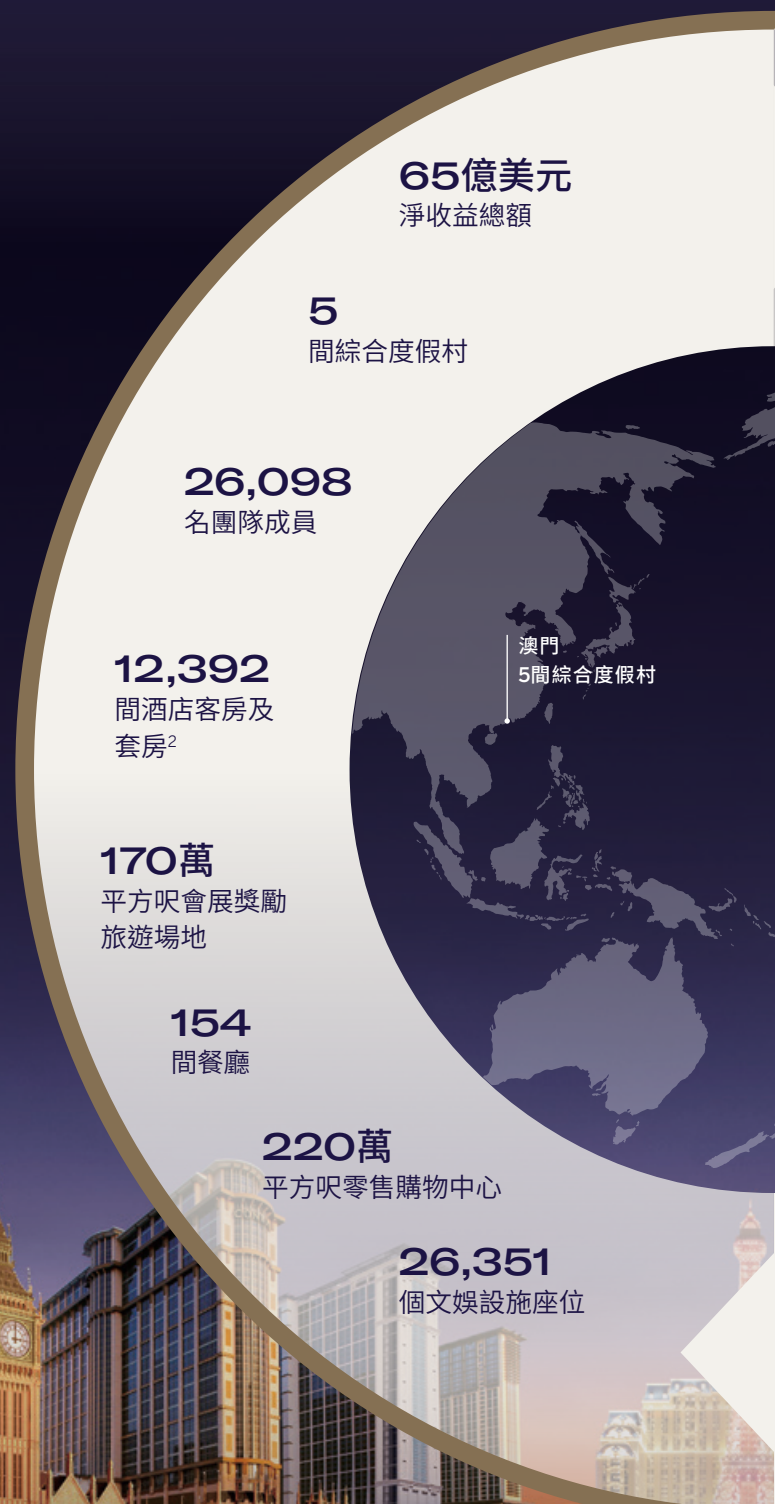 65億美元
淨收益總額
5
間綜合度假村
26,098
名團隊成員
12,392
間酒店客房及
套房2
澳門
5間綜合度假村
170萬
平方呎會展獎勵
旅遊場地
154
間餐廳
220萬
平方呎零售購物中心
26,351
個文娛設施座位